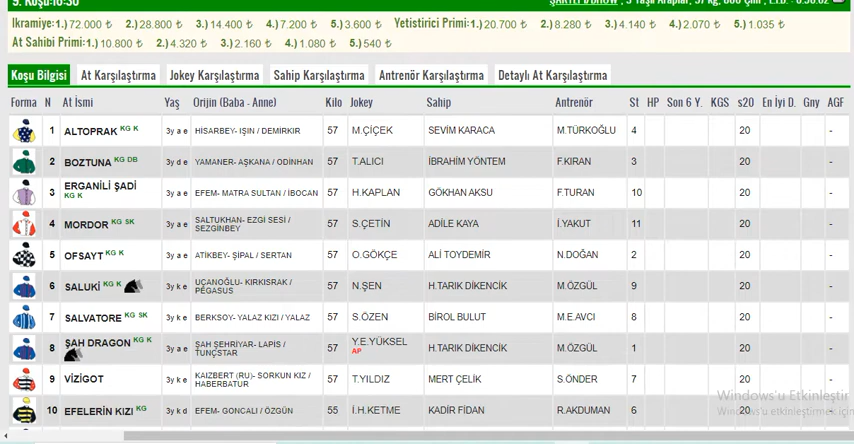 9. Koşu:16:30
İkramiye: 1.) 72.000 ₺ 2.) 28.800 ₺ 3.) 14.400 ₺ 4.) 7.200 ₺ 5.) 3.600 ₺ Yetistirici Primi: 1.) 20.700 ₺ 2.) 8.280 ₺ 3.) 4.140 ₺ 4.) 2.070 ₺ 5.) 1.035 ₺
At Sahibi Primi: 1.) 10.800 ₺ 2.) 4.320 ₺ 3.) 2.160 ₺ 4.) 1.080 ₺ 5.) 540 ₺
Koşu Bilgisi At Karşılaştırma Jokey Karşılaştırma Sahip Karşılaştırma Antrenör Karşılaştırma Detaylı At Karşılaştırma
Forma N At İsmi Yaş Orijin (Baba - Anne) Kilo Jokey Sahip Antrenör St HP Son 6 Y. KGS s20 En İyi D. Gny AGF
1 ALTOPRAK KG K 3y a e HİSARBEY- IŞIN / DEMİRKIR 57 M.ÇİÇEK SEVİM KARACA M.TÜRKOĞLU 4 20 -
2 BOZTUNA KG DB 3y d e YAMANER- AŞKANA / ODİNHAN 57 T.ALICI İBRAHİM YÖNTEM F.KIRAN 3 20 -
3 ERGANİLİ ŞADİ KG K 3y a e EFEM- MATRA SULTAN / İBOCAN 57 H.KAPLAN GÖKHAN AKSU F.TURAN 10 20 -
4 MORDOR KG SK 3y a e SALTUKHAN- EZGİ SESİ / SEZGİNBEY 57 S.ÇETİN ADİLE KAYA İ.YAKUT 11 20 -
5 OFSAYT KG K 3y a e ATİKBEY- ŞİPAL / SERTAN 57 O.GÖKÇE ALİ TOYDEMİR N.DOĞAN 2 20 -
6 SALUKİ KG K 3y k e UÇANOĞLU- KIRKISRAK / PEGASUS 57 N.ŞEN H.TARIK DİKENCİK M.ÖZGÜL 9 20 -
7 SALVATORE KG SK 3y k e BERKSOY- YALAZ KIZI / YALAZ 57 S.ÖZEN BİROL BULUT M.E.AVCI 8 20 -
8 ŞAH DRAGON KG K 3y a e ŞAH ŞEHRİYAR- LAPİS / TUNÇSTAR 57 Y.E.YÜKSEL AP H.TARIK DİKENCİK M.ÖZGÜL 1 20 -
9 VİZİGOT 3y k e KAIZBERT (RU)- SORKUN KIZ / HABERBATUR 57 T.YILDIZ MERT ÇELİK S.ÖNDER 7 20 -
Windows'u Etkinleştir
10 EFELERİN KIZI KG 3y k d EFEM- GONCALI / ÖZGÜN 55 İ.H.KETME KADİR FİDAN R.AKDUMAN 6 20 -
Windows'u etkinleştirmek için